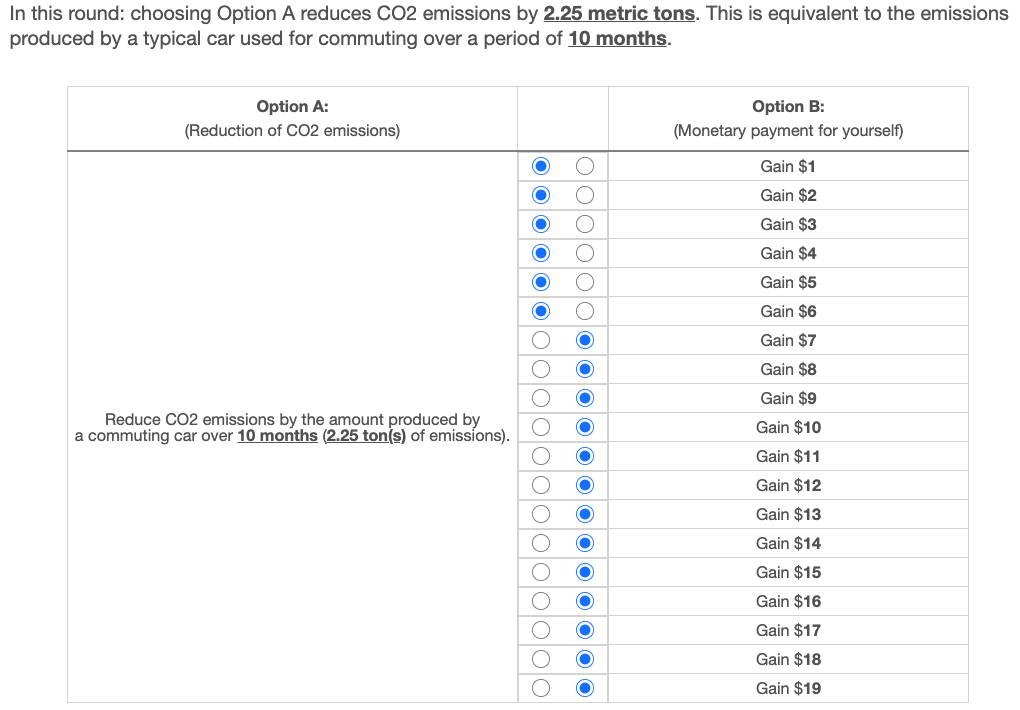 In this round: choosing Option A reduces CO2 emissions by 2.25 metric tons. This is equivalent to the emissions
produced by a typical car used for commuting over a period of 10 months.
Option A:
(Reduction of CO2 emissions)
Option B:
(Monetary payment for yourself)
Reduce CO2 emissions by the amount produced by
a commuting car over 10 months (2.25 ton(s) of emissions).
Gain $1
Gain $2
Gain $3
Gain $4
Gain $5
Gain $6
Gain $7
Gain $8
Gain $9
Gain $10
Gain $11
Gain $12
Gain $13
Gain $14
Gain $15
Gain $16
Gain $17
Gain $18
Gain $19